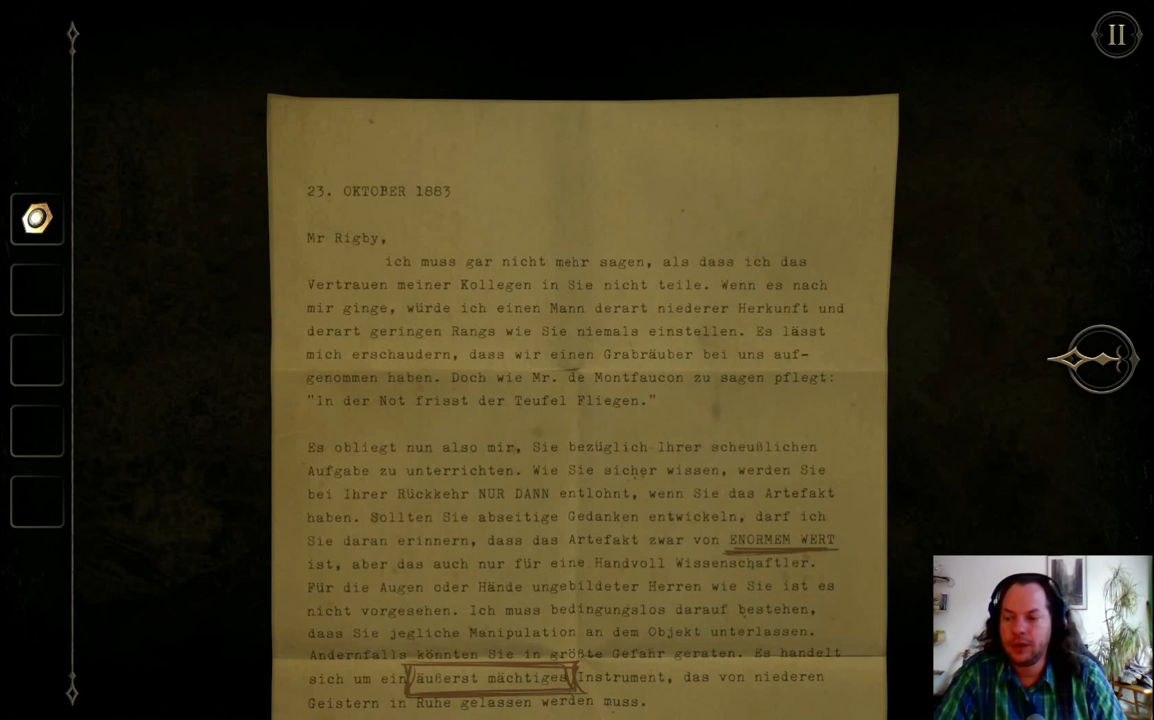 II
23. OKTOBER 1883
Mr Rigby,
ich muss gar nicht mehr sagen, als dass ich das
Vertrauen meiner Kollegen in Sie nicht teile. Wenn es nach
mir ginge, würde ich einen Mann derart niederer Herkunft und
derart geringen Rangs wie Sie niemals einstellen. Es lässt
mich erschaudern, dass wir einen Grabräuber bei uns auf-
genommen haben. Doch wie Mr. de Montfaucon zu sagen pflegt:
"In der Not frisst der Teufel Fliegen."
Es obliegt nun also mir, Sie bezüglich Ihrer scheußlichen
Aufgabe zu unterrichten. Wie Sie sicher wissen, werden Sie
bei Ihrer Rückkehr NUR DANN entlohnt, wenn Sie das Artefakt
haben. Sollten Sie abseitige Gedanken entwickeln, darf ich
Sie daran erinnern, dass das Artefakt zwar von ENORMEM WERT
ist, aber das auch nur für eine Handvoll Wissenschaftler.
Für die Augen oder Hände ungebildeter Herren wie Sie ist es
nicht vorgesehen. Ich muss bedingungslos darauf bestehen,
dass Sie jegliche Manipulation an dem Objekt unterlassen.
Andernfalls könnten Sie in größte Gefahr geraten. Es handelt
sich um ein äußerst mächtiges Instrument, das von niederen
Geistern in Ruhe gelassen werden muss.